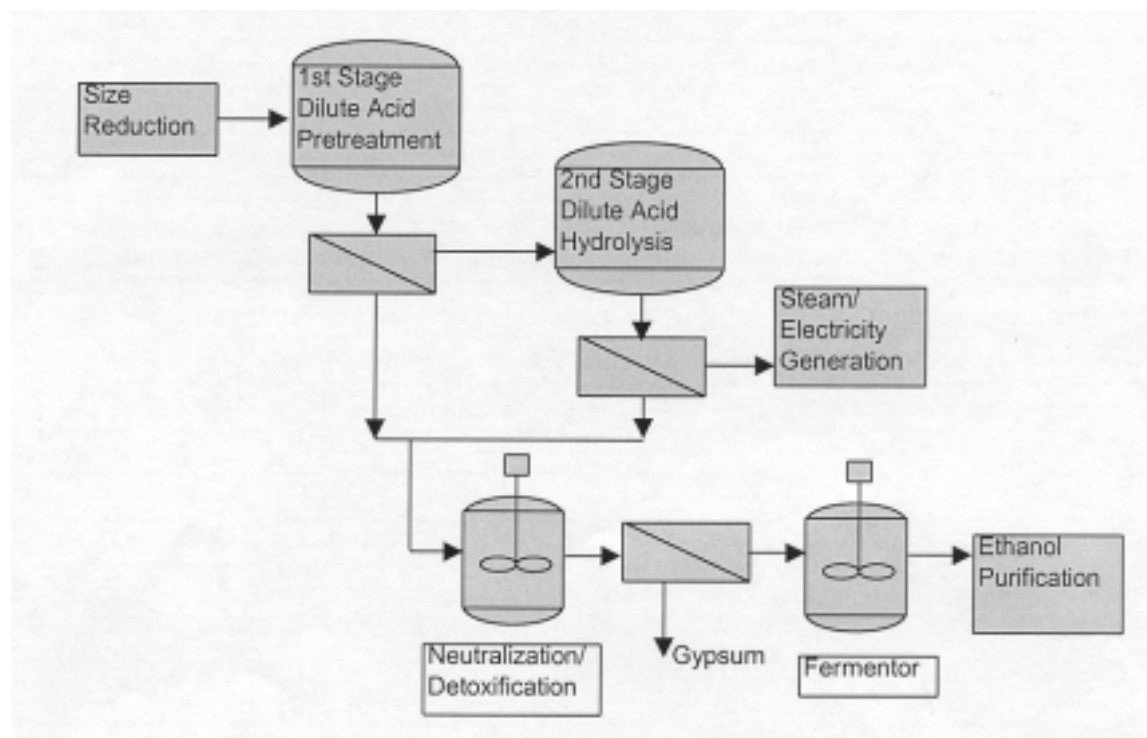 Size
Reduction
1st Stage
Dilute Acid
Pretreatment
2nd Stage
Dilute Acid
Hydrolysis
Steam/
Electricity
Generation
Neutralization/
Detoxification
Gypsum
Fermentor
Ethanol
Purification